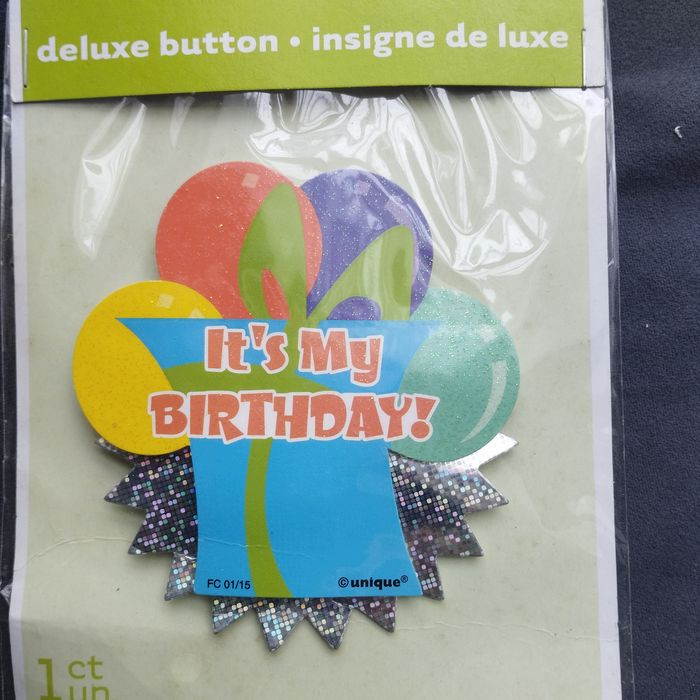 deluxe button • insigne de luxe
It's My
BIRTHDAY!
FC 01/15
©unique®
1 ct
un